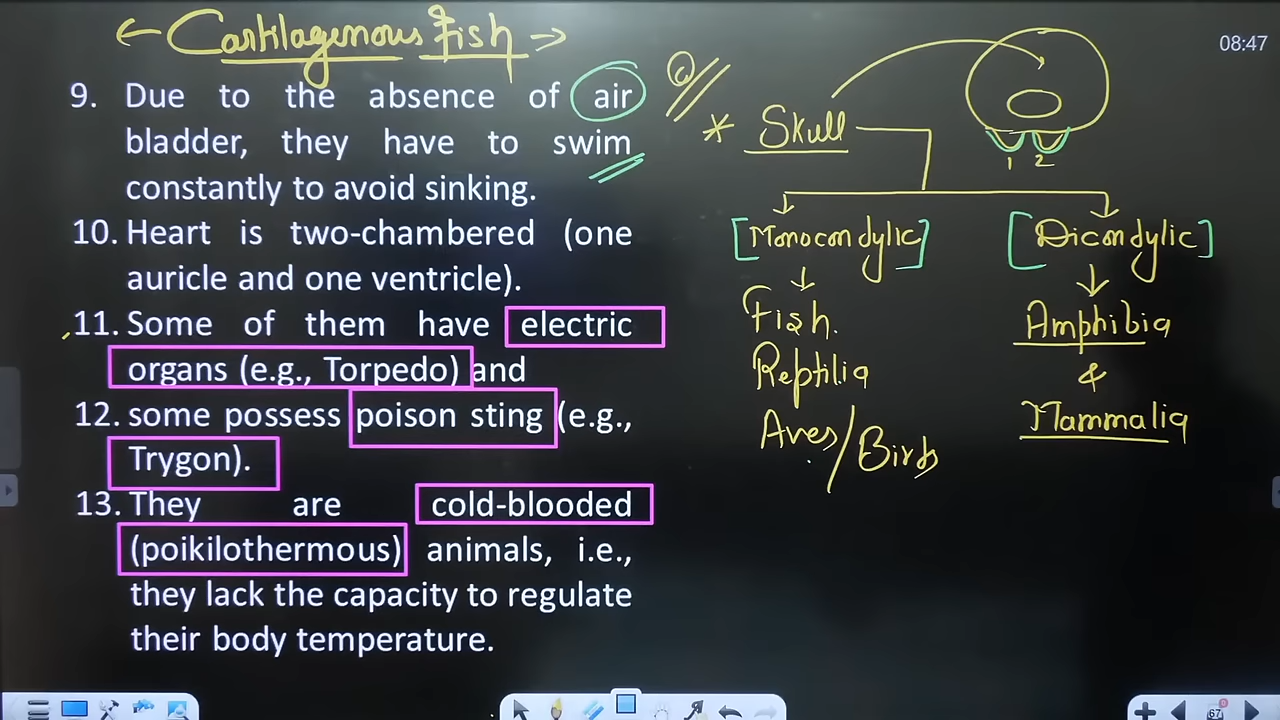 ← Cartilagenous fish →
9. Due to the absence of air
bladder, they have to swim
constantly to avoid sinking.
10. Heart is two-chambered (one
auricle and one ventricle).
11. Some of them have electric
organs (e.g., Torpedo) and
12. some possess poison sting (e.g.,
Trygon).
13. They are cold-blooded
(poikilothermous) animals, i.e.,
they lack the capacity to regulate
their body temperature.
08:47
* Skull
1 2
[Monocondylic] [Dicondylic]
Fish.
Reptilia
Aves/Birds
Amphibia
&
Mammalia
67